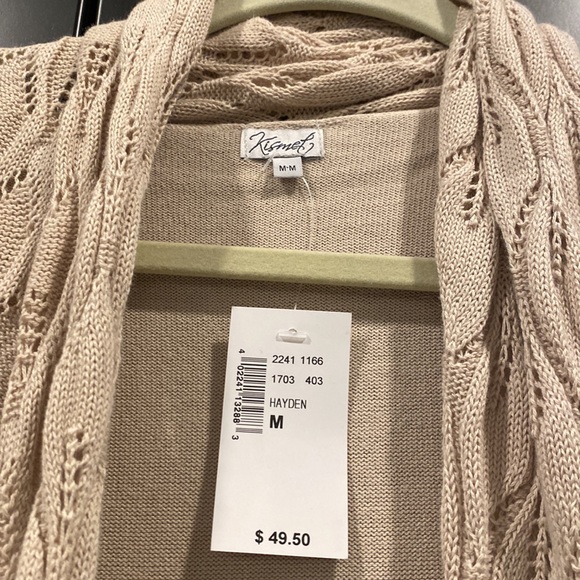 Kismet
M·M
2241 1166
1703 403
HAYDEN
M
4 02241 13288 3
$ 49.50